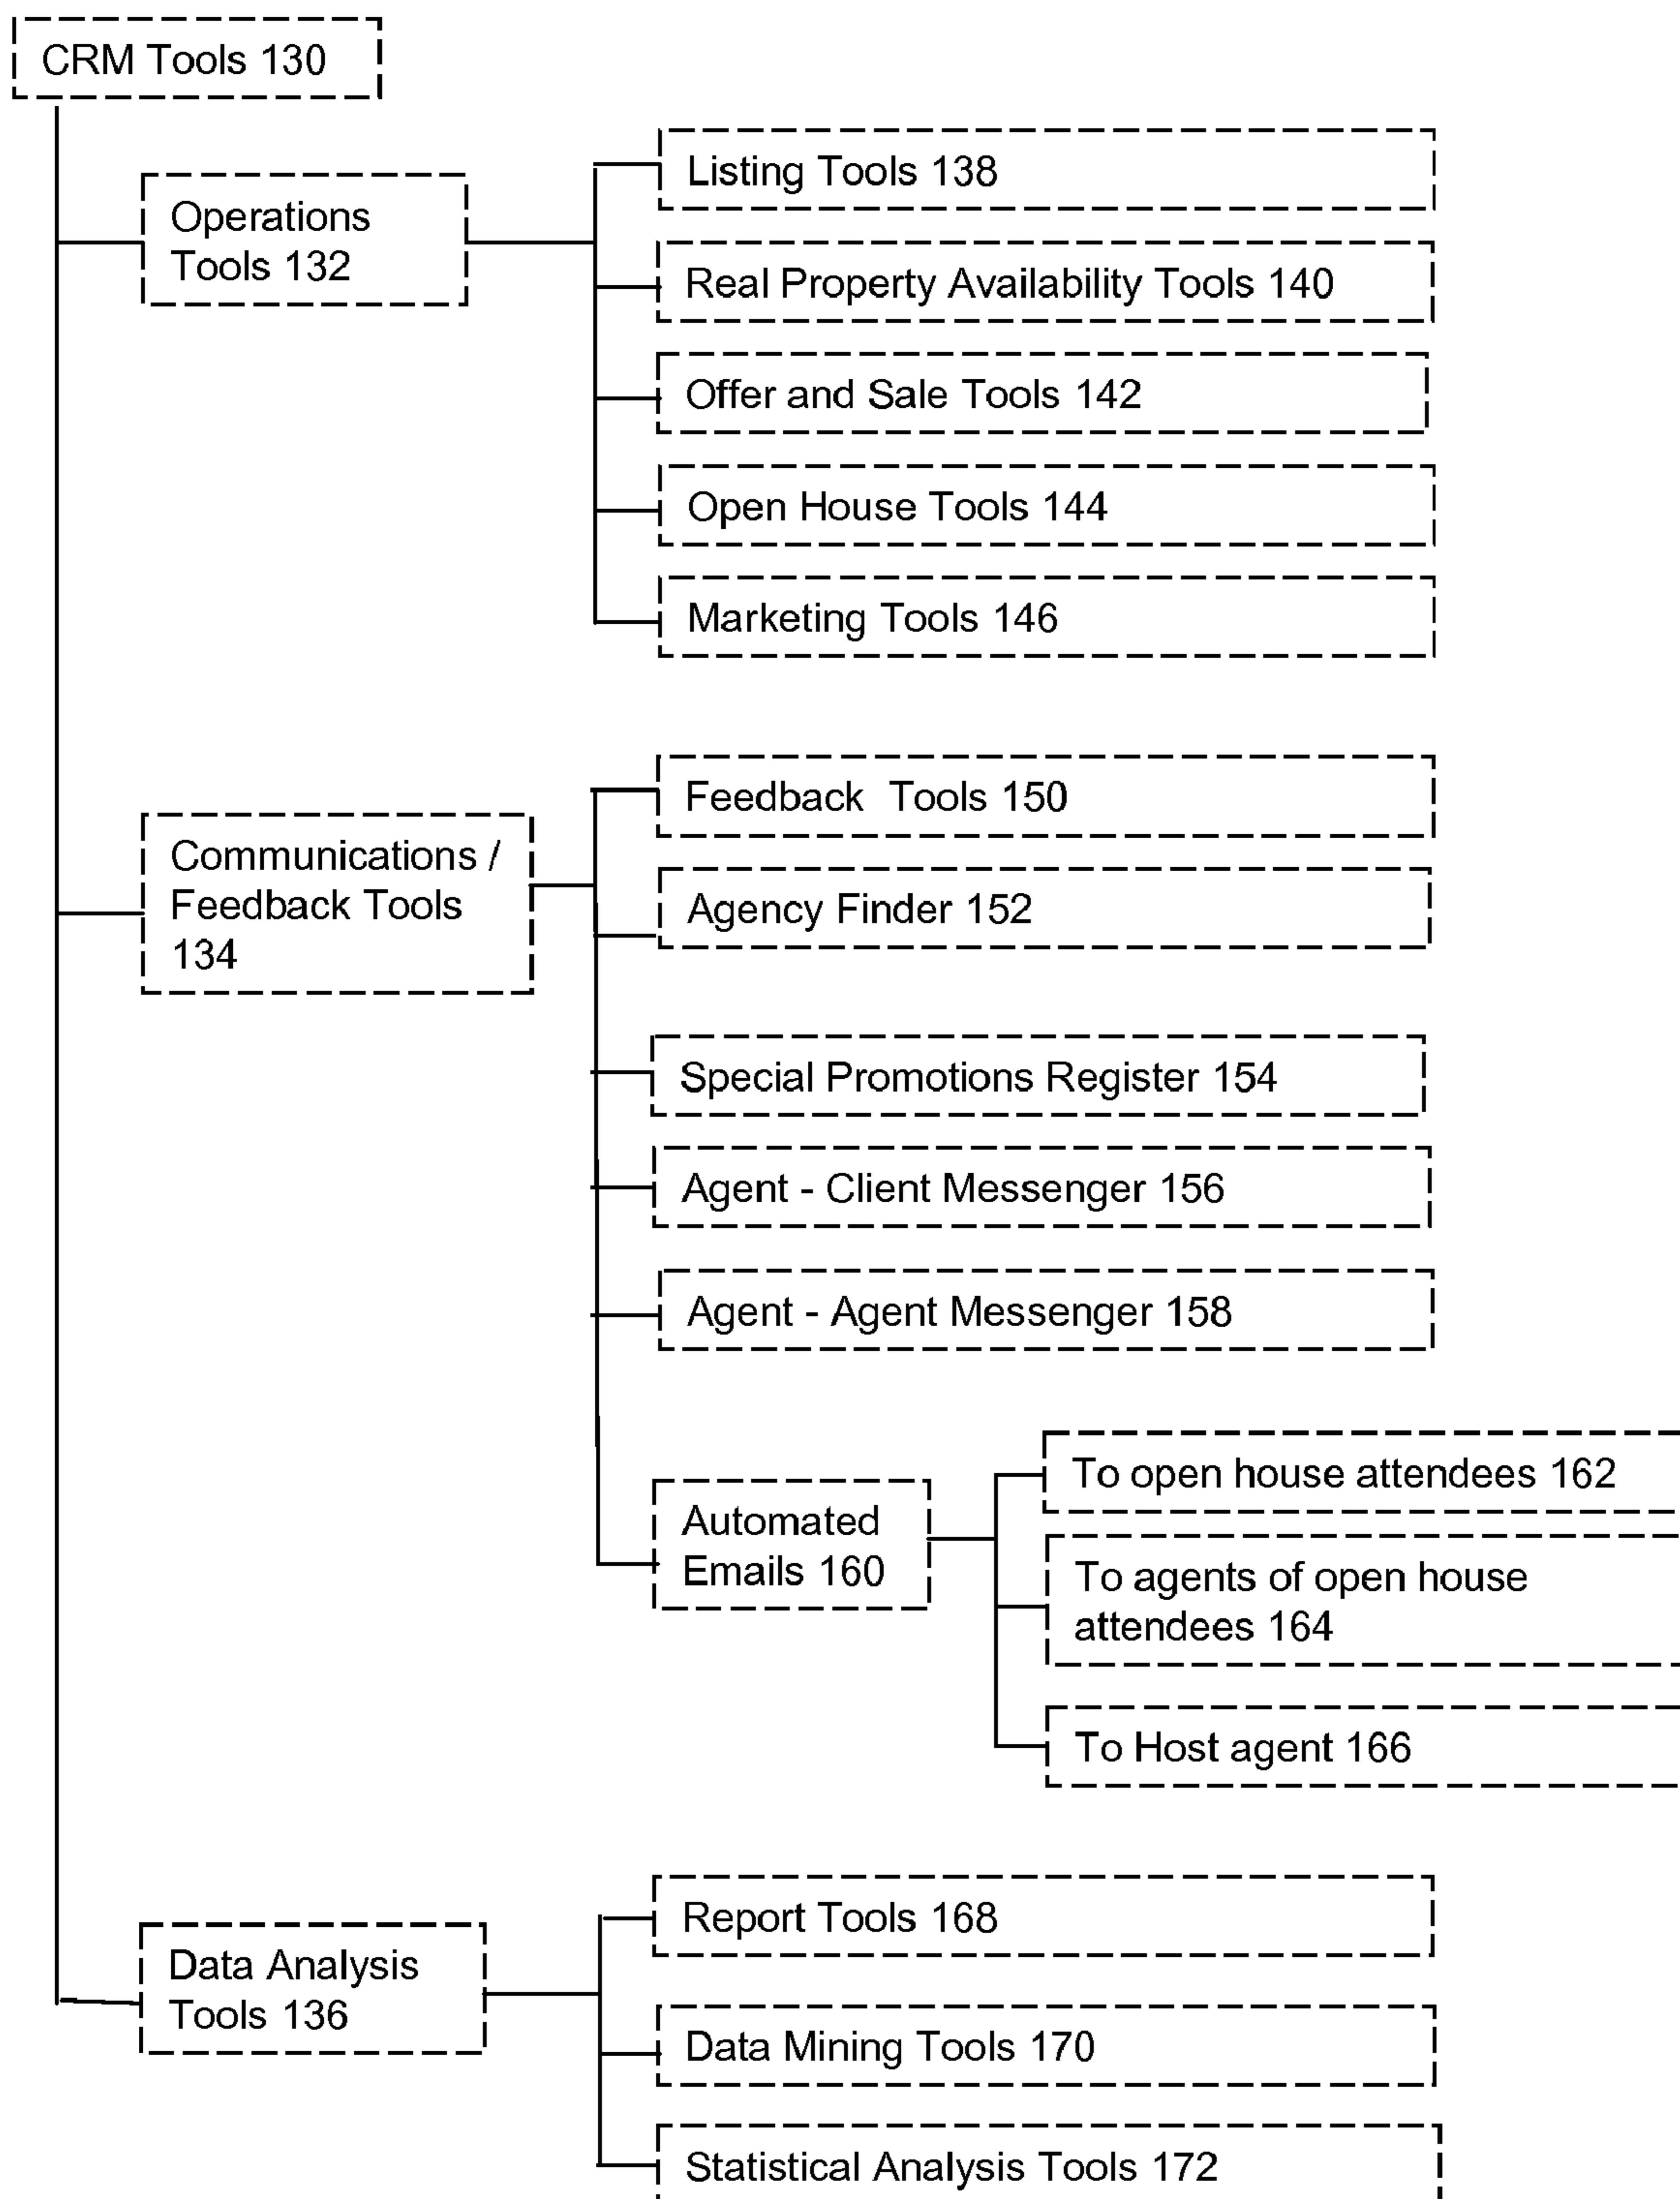 CRM Tools 130
Operations
Tools 132
Listing Tools 138
Real Property Availability Tools 140
Offer and Sale Tools 142
Open House Tools 144
Marketing Tools 146
Communications /
Feedback Tools
134
Feedback  Tools 150
Agency Finder 152
Special Promotions Register 154
Agent - Client Messenger 156
Agent - Agent Messenger 158
Automated
Emails 160
To open house attendees 162
To agents of open house
attendees 164
To Host agent 166
Data Analysis
Tools 136
Report Tools 168
Data Mining Tools 170
Statistical Analysis Tools 172